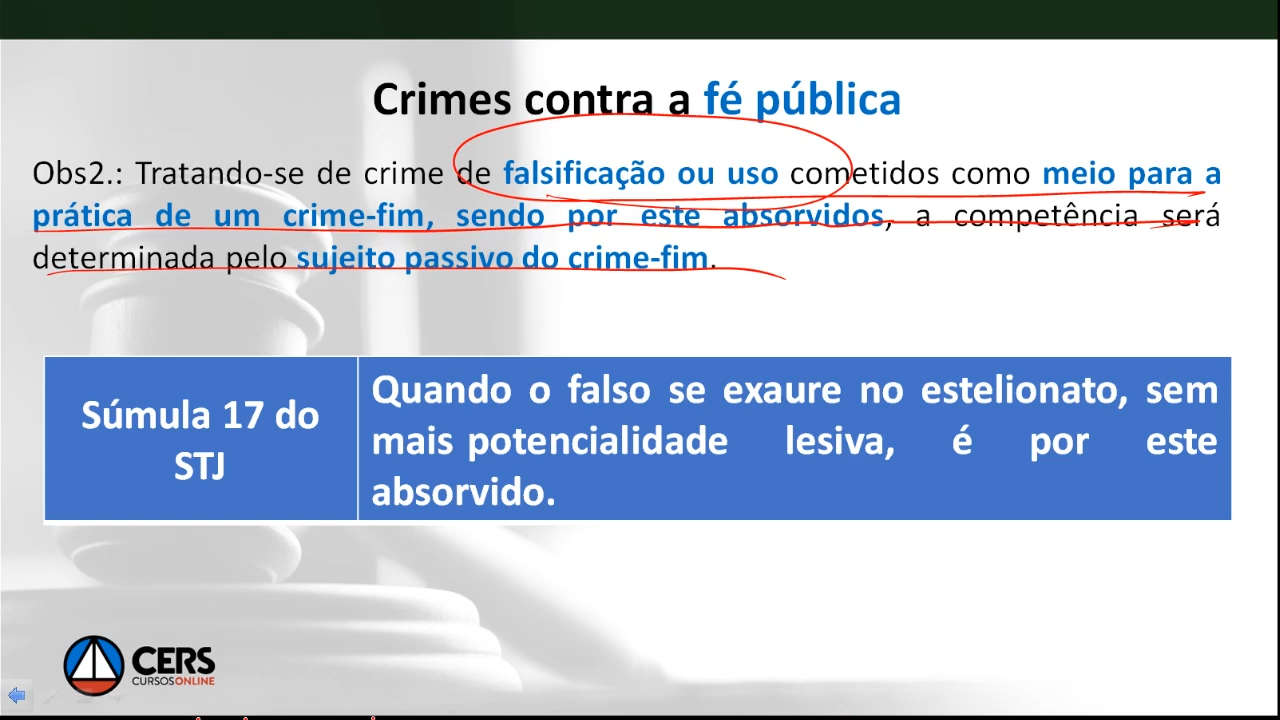 Crimes contra a fé pública
Obs2.: Tratando-se de crime de falsificação ou uso cometidos como meio para a
prática de um crime-fim, sendo por este absorvidos, a competência será
determinada pelo sujeito passivo do crime-fim.
Súmula 17 do
STJ
Quando o falso se exaure no estelionato, sem
mais potencialidade lesiva, é por este
absorvido.
CERS
CURSOSONLINE